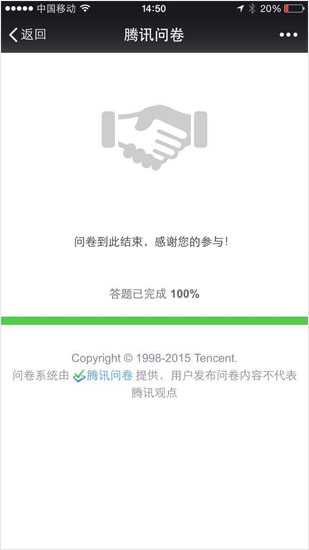 中国移动 14:50 20%
返回 腾讯问卷
问卷到此结束，感谢您的参与！
答题已完成 100%
Copyright © 1998-2015 Tencent.
问卷系统由 腾讯问卷 提供，用户发布问卷内容不代表
腾讯观点